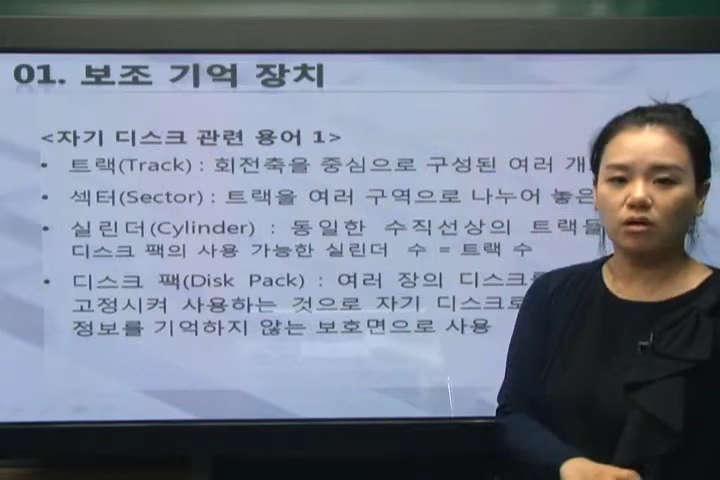 01. 보조 기억 장치
<자기 디스크 관련 용어 1>
• 트랙(Track) : 회전축을 중심으로 구성된 여러 개
• 섹터(Sector) : 트랙을 여러 구역으로 나누어 놓은
• 실린더(Cylinder) : 동일한 수직선상의 트랙들
디스크 팩의 사용 가능한 실린더 수 = 트랙 수
• 디스크 팩(Disk Pack) : 여러 장의 디스크를
고정시켜 사용하는 것으로 자기 디스크로
정보를 기억하지 않는 보호면으로 사용